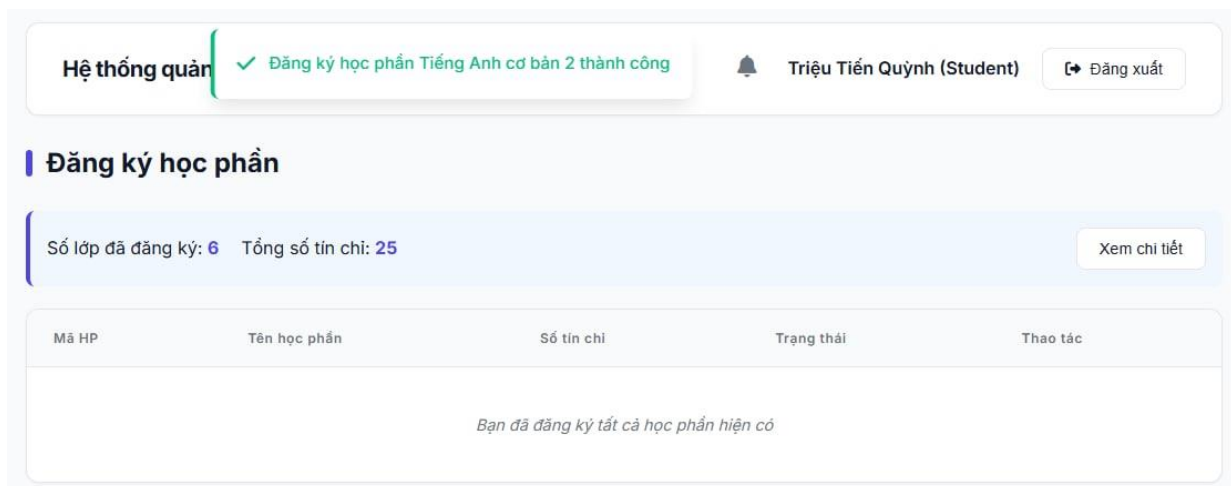 Hệ thống quản
Đăng ký học phần Tiếng Anh cơ bản 2 thành công
Triệu Tiến Quỳnh (Student)
Đăng xuất
Đăng ký học phần
Số lớp đã đăng ký: 6 Tổng số tín chỉ: 25
Xem chi tiết
Mã HP Tên học phần Số tín chỉ Trạng thái Thao tác
Bạn đã đăng ký tất cả học phần hiện có